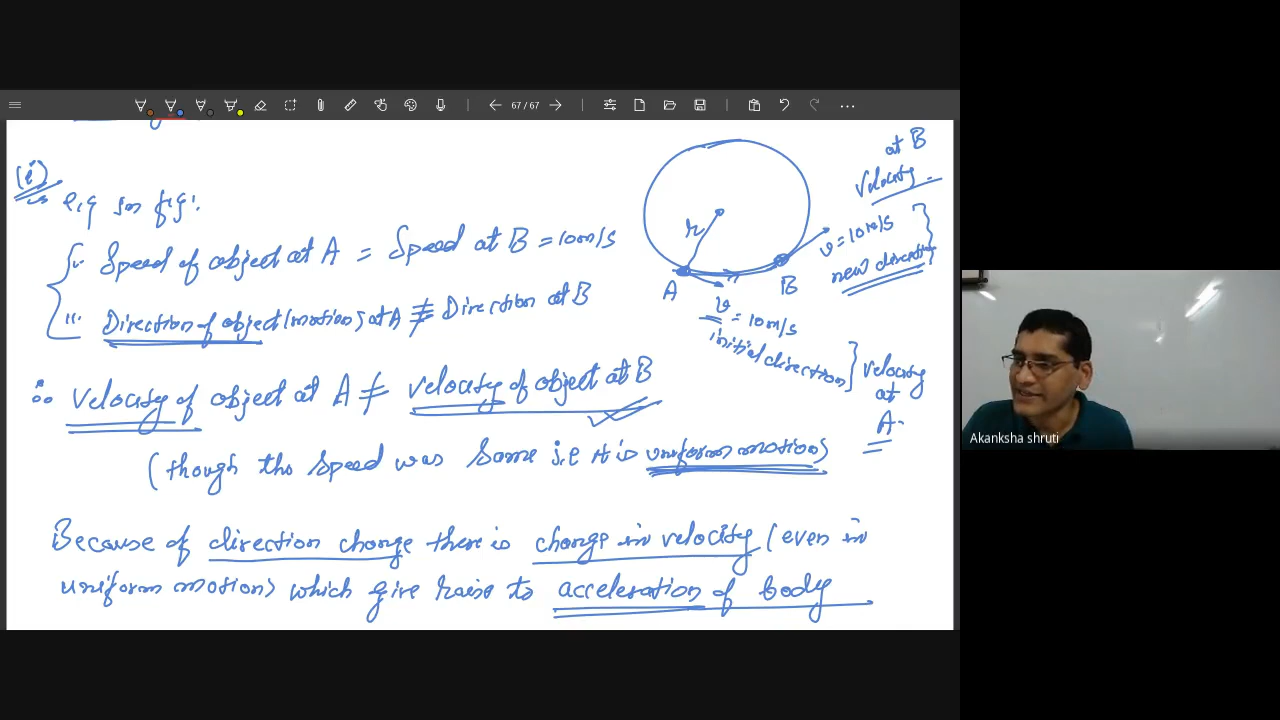 67/67
(i)
e.g in fig:
i. Speed of object at A = Speed at B = 10m/s
ii. Direction of object (motion) at A ≠ Direction at B
∴ velocity of object at A ≠ velocity of object at B
(though the speed was same i.e it is uniform motion)
Because of direction change there is change in velocity (even in
uniform motion) which give raise to acceleration of body
r
A
B
v = 10m/s
initial direction
velocity
at
A.
at B
velocity
v = 10m/s
new direction
Akanksha shruti